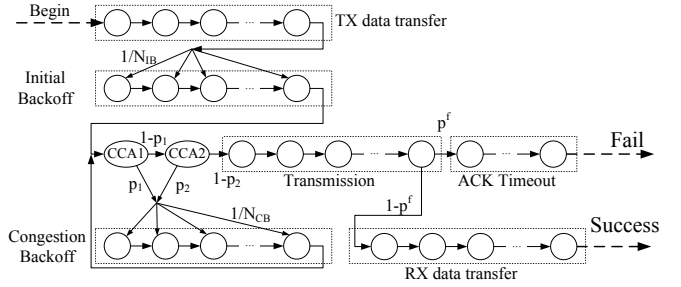 Begin
TX data transfer
1/N_IB
Initial
Backoff
p^f
Fail
CCA1
1-p_1
CCA2
1-p_2
Transmission
ACK Timeout
p_1
p_2
1-p^f
1/N_CB
Success
Congestion
Backoff
RX data transfer